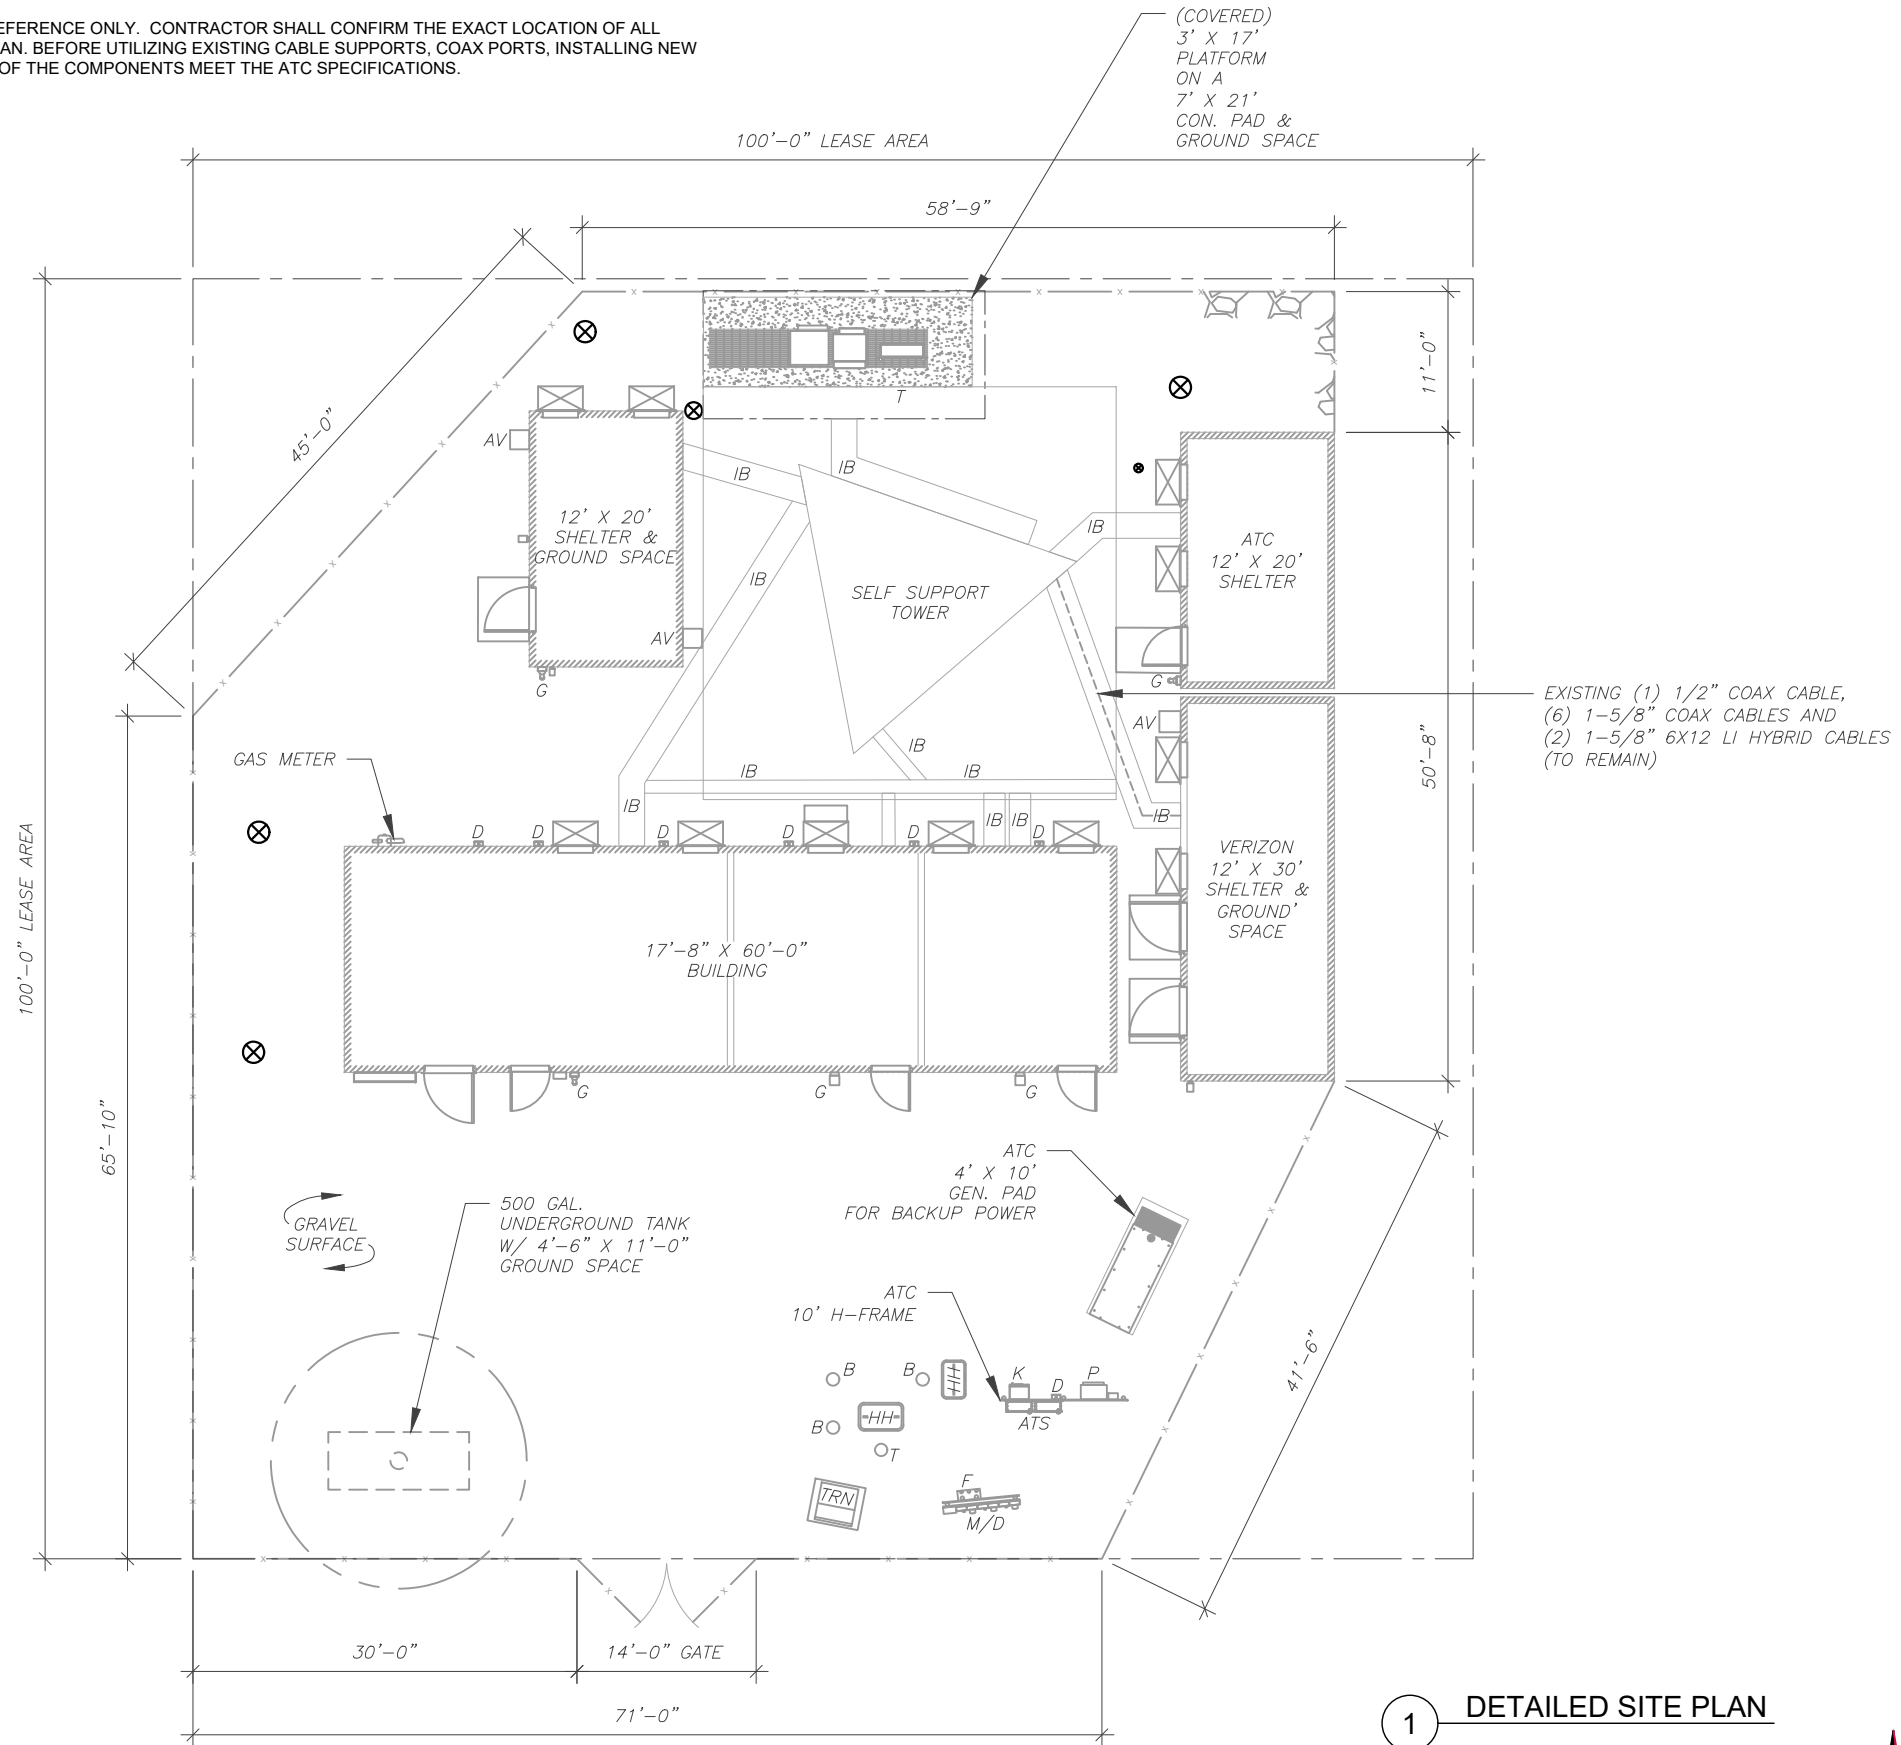 EFERENCE ONLY. CONTRACTOR SHALL CONFIRM THE EXACT LOCATION OF ALL
AN. BEFORE UTILIZING EXISTING CABLE SUPPORTS, COAX PORTS, INSTALLING NEW
OF THE COMPONENTS MEET THE ATC SPECIFICATIONS.
(COVERED)
3' X 17'
PLATFORM
ON A
7' X 21'
CON. PAD &
GROUND SPACE
100'-0" LEASE AREA
58'-9"
45'-0"
11'-0"
T
AV
IB
IB
12' X 20'
SHELTER &
GROUND SPACE
IB
IB
ATC
12' X 20'
SHELTER
SELF SUPPORT
TOWER
AV
G
G
EXISTING (1) 1/2" COAX CABLE,
(6) 1-5/8" COAX CABLES AND
(2) 1-5/8" 6X12 LI HYBRID CABLES
(TO REMAIN)
AV
GAS METER
IB
IB
IB
50'-8"
IB
IB
IB
IB
D
D
D
D
D
D
100'-0" LEASE AREA
VERIZON
12' X 30'
SHELTER &
GROUND'
SPACE
17'-8" X 60'-0"
BUILDING
G
G
G
65'-10"
ATC
4' X 10'
GEN. PAD
FOR BACKUP POWER
500 GAL.
UNDERGROUND TANK
W/ 4'-6" X 11'-0"
GROUND SPACE
GRAVEL
SURFACE
ATC
10' H-FRAME
41'-6"
B
B
HH
K
D
P
ATS
B
HH
T
TRN
F
M/D
30'-0"
14'-0" GATE
71'-0"
1
DETAILED SITE PLAN